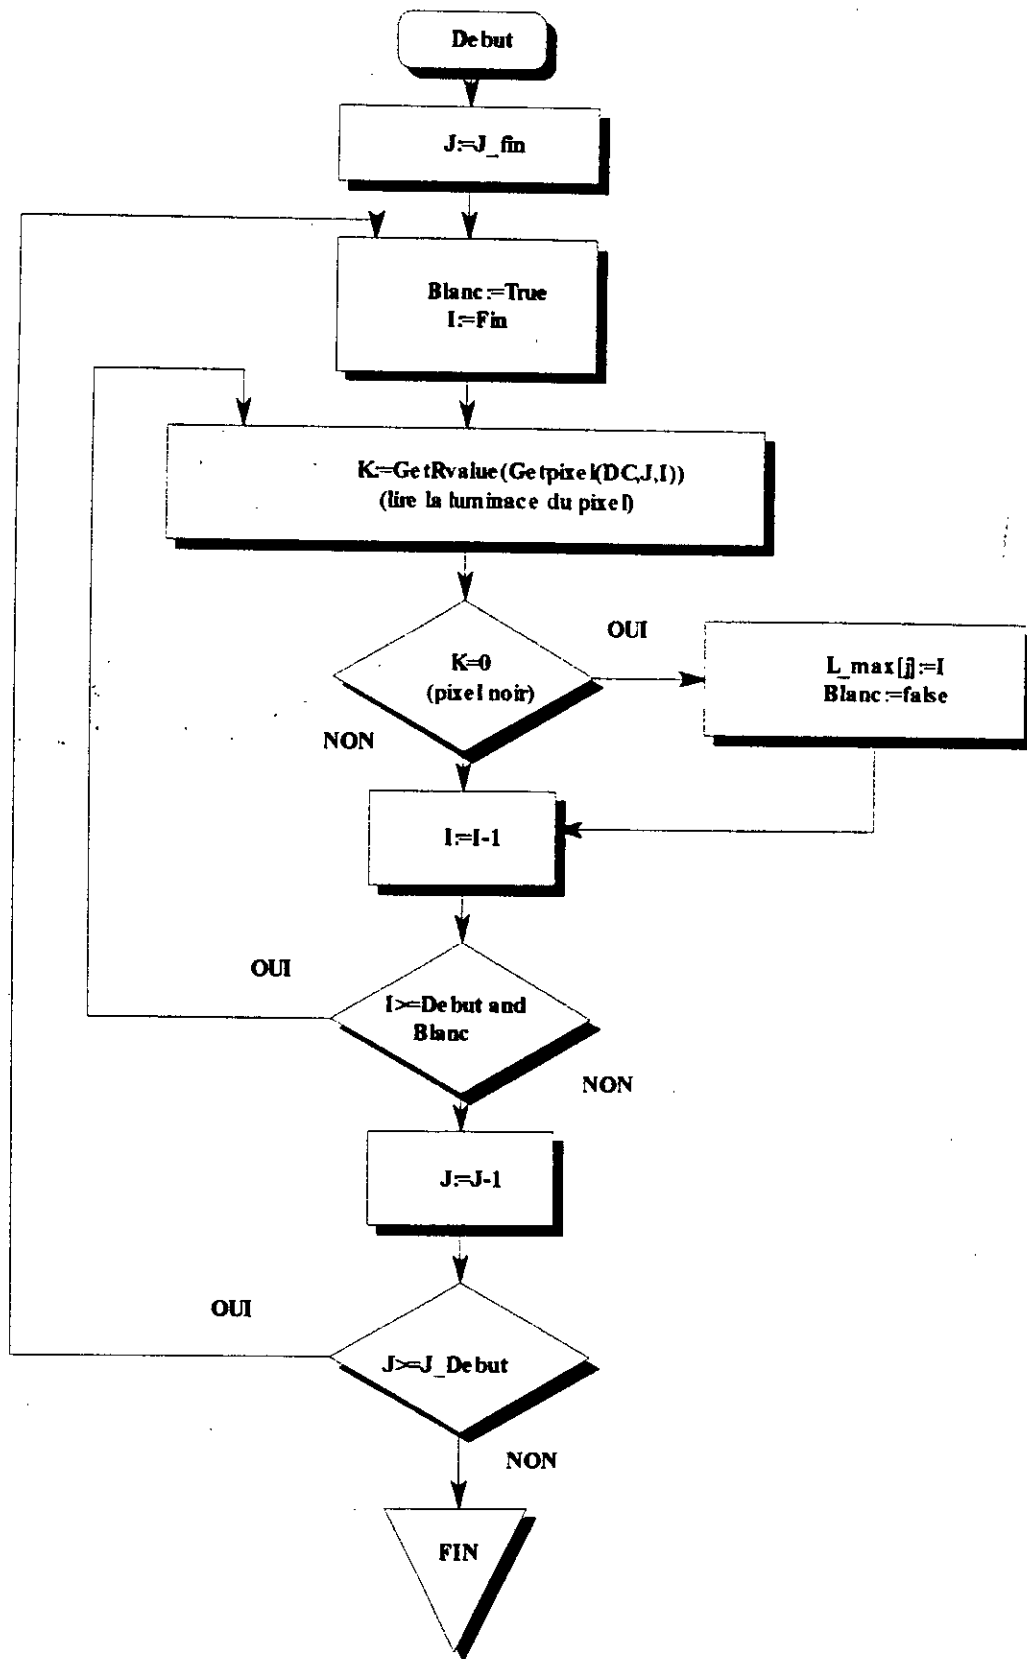 Debut
J:=J_fin
Blanc:=True
I:=Fin
K:=GetRvalue(Getpixel(DC,J,I))
(lire la luminace du pixel)
K=0
(pixel noir)
OUI
L_max[j]:=I
Blanc:=false
NON
I:=I-1
OUI
I>=Debut and
Blanc
NON
J:=J-1
OUI
J>=J_Debut
NON
FIN